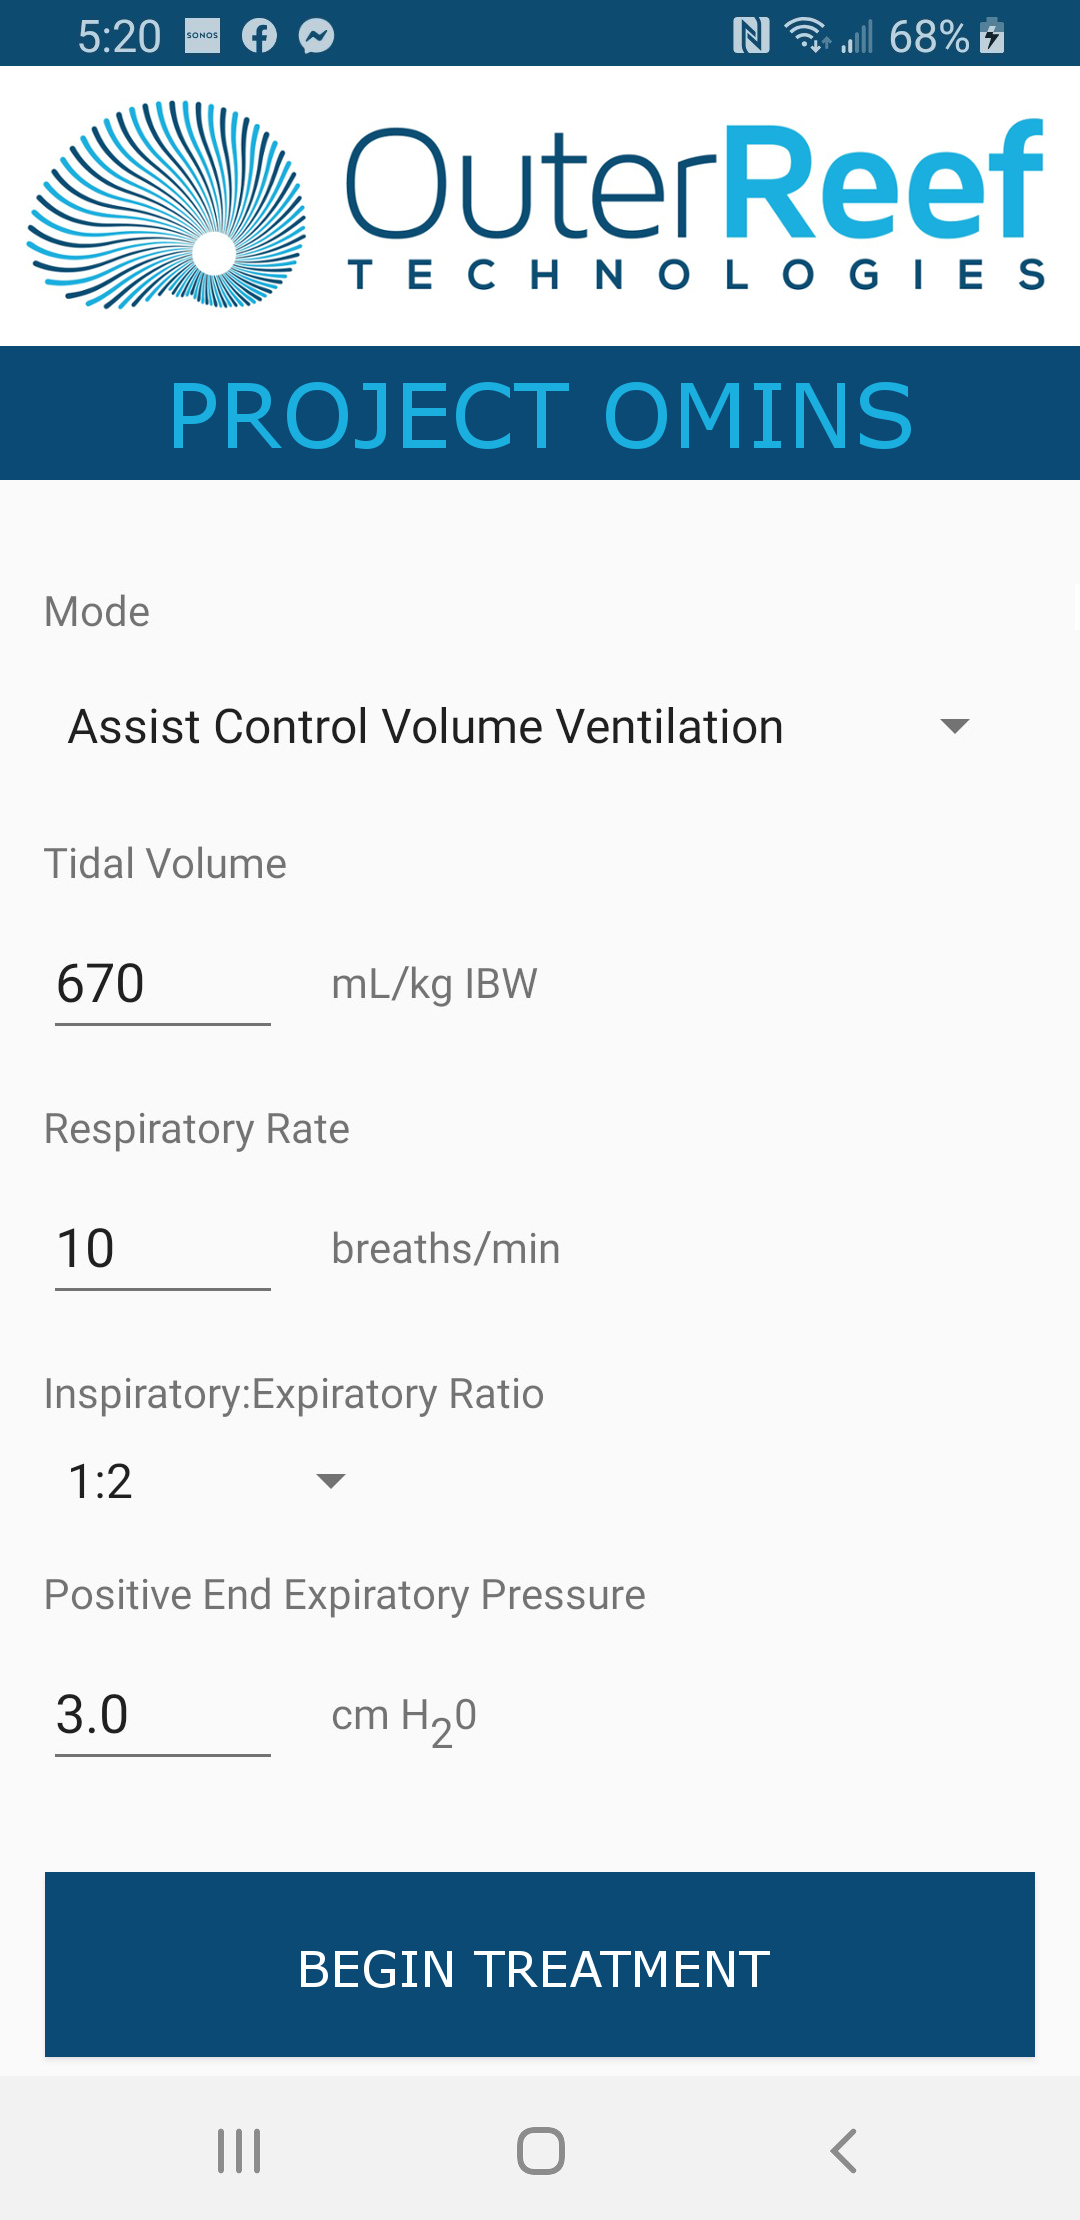 5:20 SONOS 68%
OuterReef
TECHNOLOGIES
PROJECT OMINS
Mode
Assist Control Volume Ventilation
Tidal Volume
670 mL/kg IBW
Respiratory Rate
10 breaths/min
Inspiratory:Expiratory Ratio
1:2
Positive End Expiratory Pressure
3.0 cm H₂0
BEGIN TREATMENT